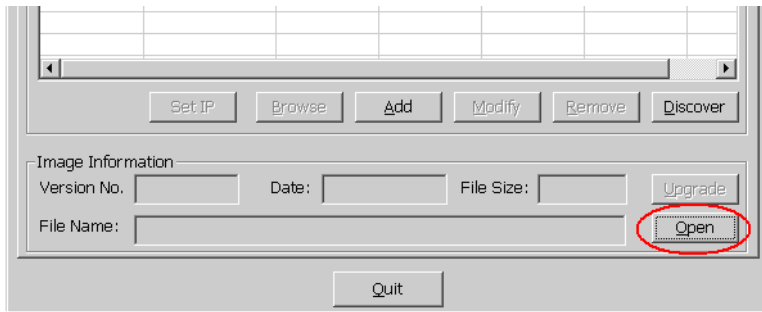 Set IP Browse Add Modify Remove Discover
Image Information
Version No. Date: File Size: Upgrade
File Name: Open
Quit